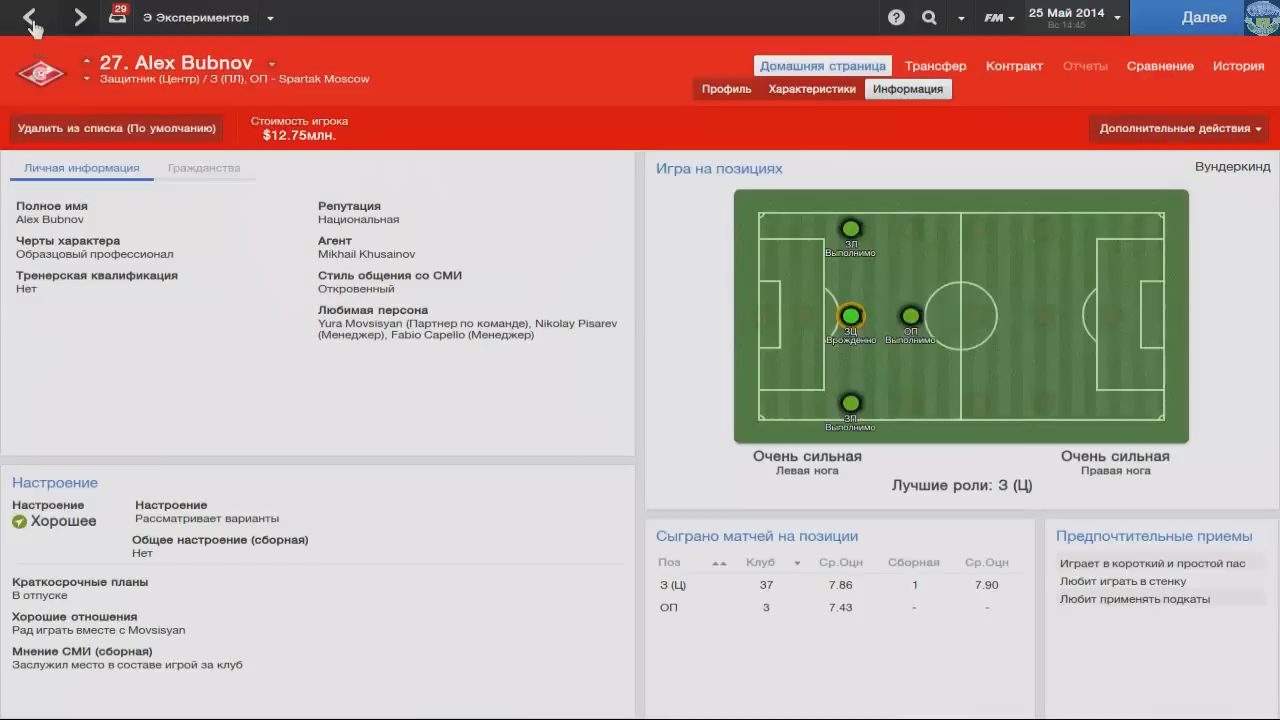 29
Э Экспериментов
FM
25 Май 2014
Вс 14:45
Далее
27. Alex Bubnov
Защитник (Центр) / З (ПЛ), ОП - Spartak Moscow
Домашняя страница
Трансфер
Контракт
Отчеты
Сравнение
История
Профиль
Характеристики
Информация
Удалить из списка (По умолчанию)
Стоимость игрока
$12.75млн.
Дополнительные действия
Личная информация
Гражданства
Полное имя
Alex Bubnov
Черты характера
Образцовый профессионал
Тренерская квалификация
Нет
Репутация
Национальная
Агент
Mikhail Khusainov
Стиль общения со СМИ
Откровенный
Любимая персона
Yura Movsisyan (Партнер по команде), Nikolay Pisarev
(Менеджер), Fabio Capello (Менеджер)
Игра на позициях
Вундеркинд
ЗЛ
Выполнимо
ЗЦ
Врожденно
ОП
Выполнимо
ЗП
Выполнимо
Очень сильная
Левая нога
Очень сильная
Правая нога
Лучшие роли: З (Ц)
Настроение
Настроение
Хорошее
Настроение
Рассматривает варианты
Общее настроение (сборная)
Нет
Краткосрочные планы
В отпуске
Хорошие отношения
Рад играть вместе с Movsisyan
Мнение СМИ (сборная)
Заслужил место в составе игрой за клуб
Сыграно матчей на позиции
Поз Клуб Ср.Оцн Сборная Ср.Оцн
З (Ц) 37 7.86 1 7.90
ОП 3 7.43 - -
Предпочтительные приемы
Играет в короткий и простой пас
Любит играть в стенку
Любит применять подкаты